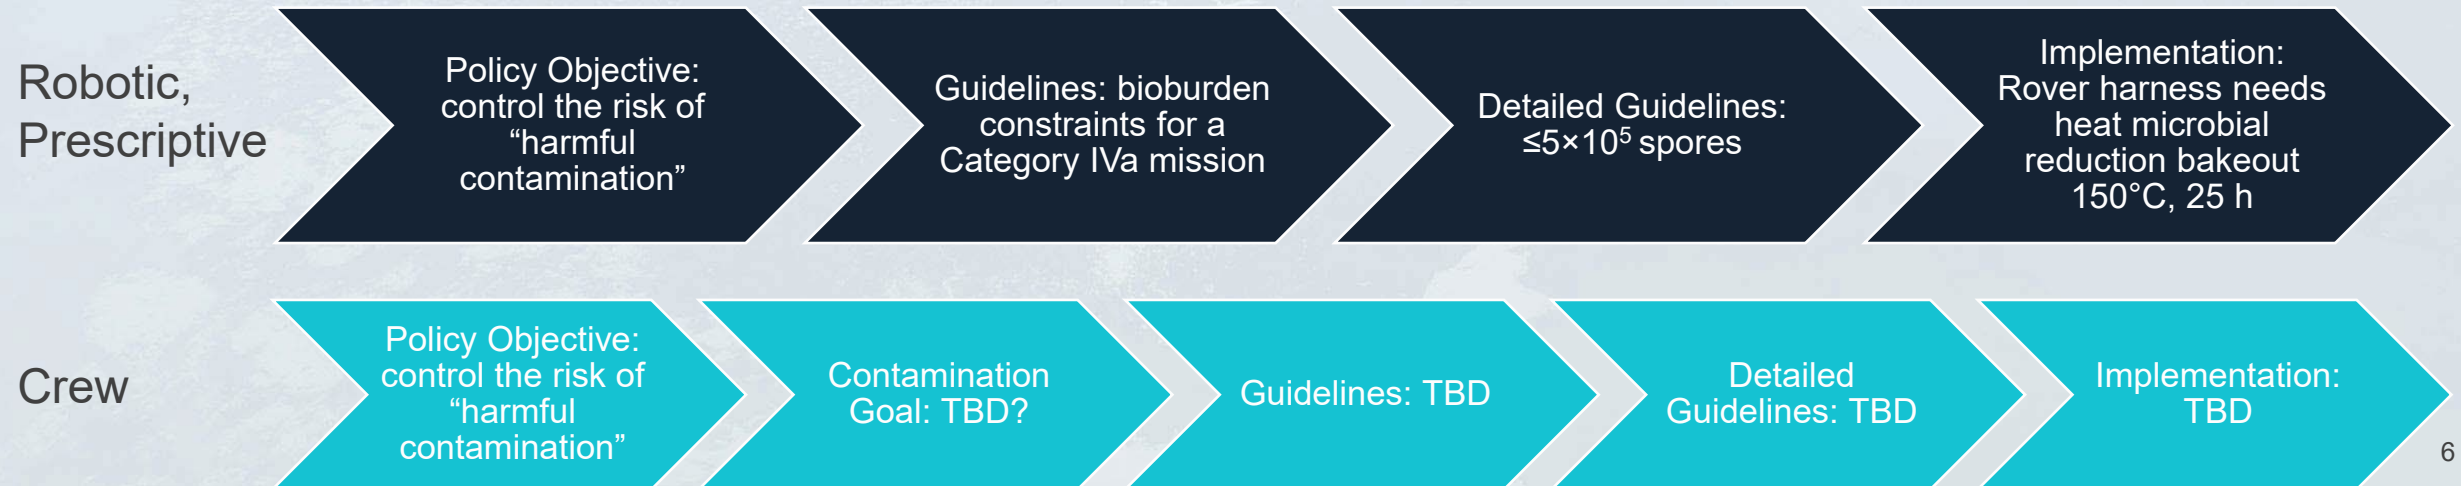 Robotic,
Prescriptive
Policy Objective:
control the risk of
“harmful
contamination”
Guidelines: bioburden
constraints for a
Category IVa mission
Detailed Guidelines:
≤5×10⁵ spores
Implementation:
Rover harness needs
heat microbial
reduction bakeout
150°C, 25 h
Crew
Policy Objective:
control the risk of
“harmful
contamination”
Contamination
Goal: TBD?
Guidelines: TBD
Detailed
Guidelines: TBD
Implementation:
TBD
6